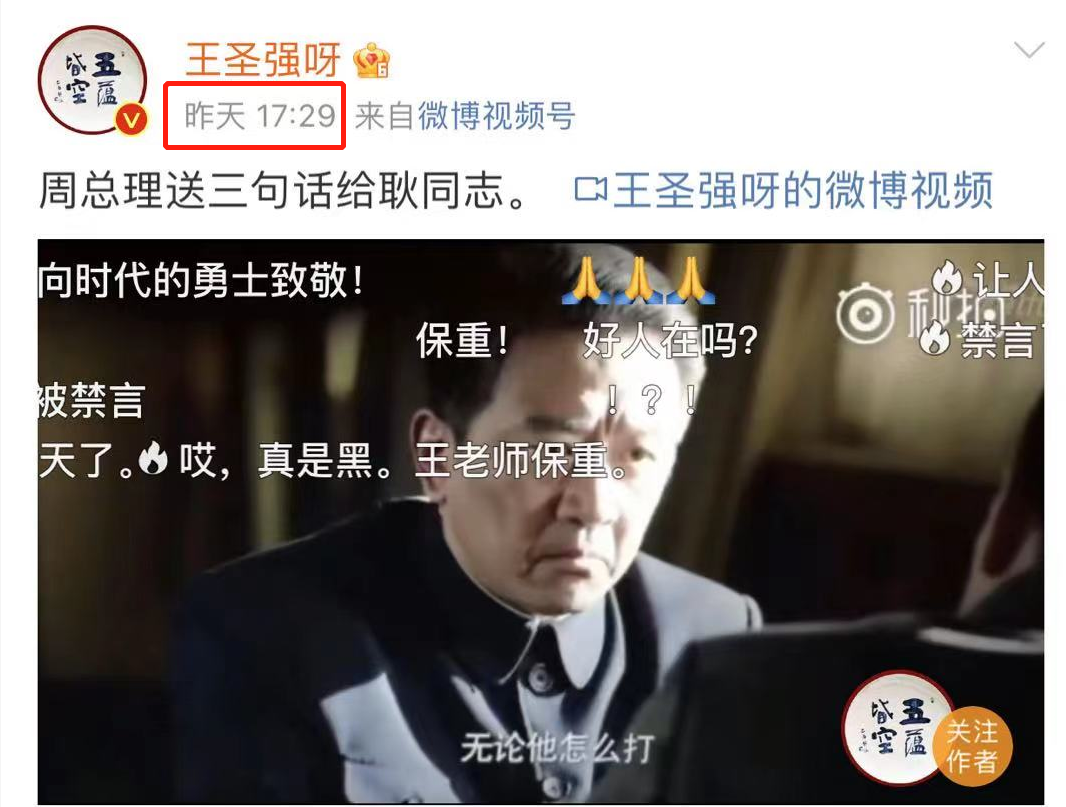 王圣强呀
昨天 17:29 来自微博视频号
周总理送三句话给耿同志。 王圣强呀的微博视频
向时代的勇士致敬！ 🙏🙏🙏 🔥让人
秒拍
保重！ 好人在吗？ 🔥禁言
被禁言 ！？！
天了。🔥哎，真是黑。王老师保重。
五蕴
皆空
关注
作者
无论他怎么打